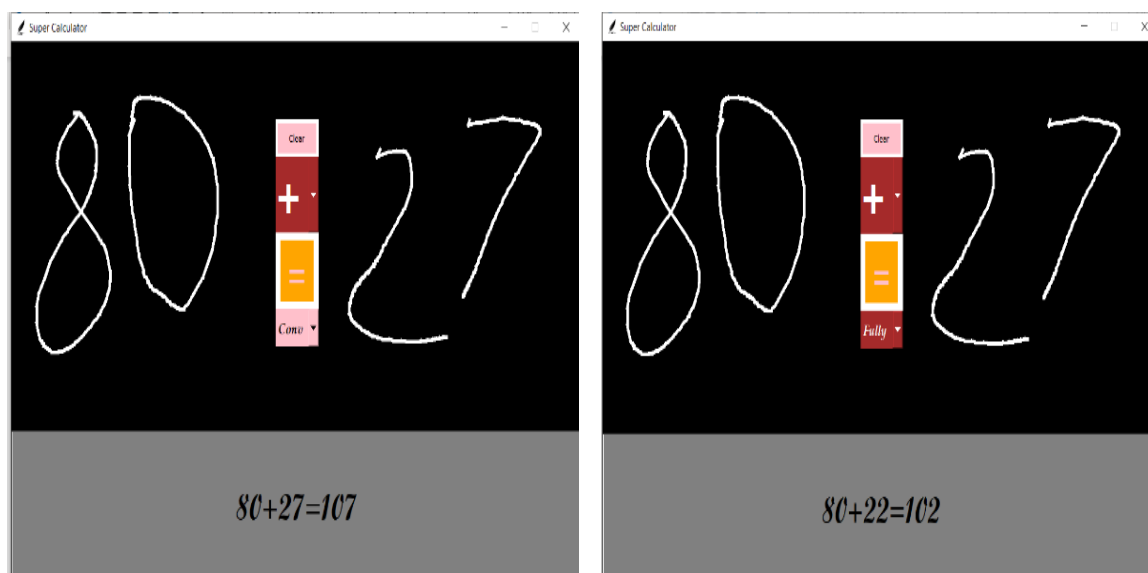 Super Calculator
80 27
Clear
+
=
Conv
80+27=107
Super Calculator
80 27
Clear
+
=
Fully
80+22=102